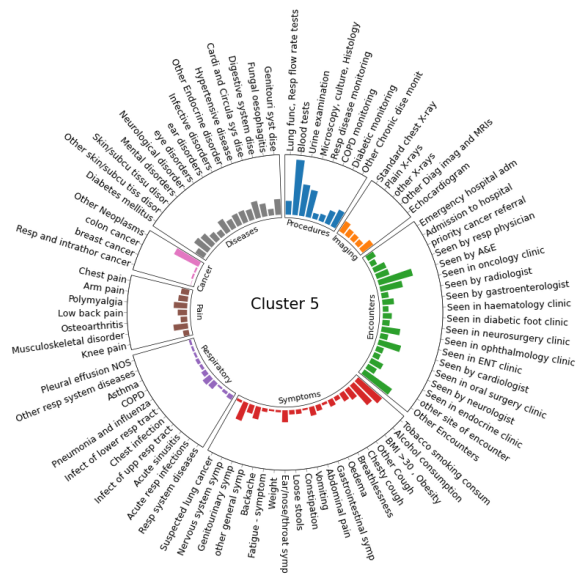 Lung func, Resp flow rate tests
Blood tests
Urine examination
Microscopy, culture, Histology
Resp disease monitoring
COPD monitoring
Diabetic monitoring
Other Chronic dise monit
Standard chest X-ray
Plain X-rays
other X-rays
Other Diag imag and MRIs
Echocardiogram
Emergency hospital adm
Admission to hospital
priority cancer referral
Seen by resp physician
Seen by A&E
Seen in oncology clinic
Seen by radiologist
Seen by gastroenterologist
Seen in haematology clinic
Seen in diabetic foot clinic
Seen in neurosurgery clinic
Seen in ophthalmology clinic
Seen in ENT clinic
Seen by cardiologist
Seen in oral surgery clinic
Seen by neurologist
Seen in endocrine clinic
other site of encounter
Other Encounters
Tobacco smoking consum
Alcohol consumption
BMI >30 - Obesity
Other Cough
Chesty cough
Breathlessness
Oedema
Gastrointestinal symp
Abdominal pain
Vomiting
Constipation
Loose stools
Ear/nose/throat symp
Weight
Fatigue - symptom
Backache
other general symp
Genitourinary symp
Nervous system symp
Suspected lung cancer
Resp system diseases
Acute resp infections
Acute sinusitis
Infect of upp resp tract
Chest infection
Infect of lower resp tract
Pneumonia and influenza
COPD
Asthma
Other resp system diseases
Pleural effusion NOS
Knee pain
Musculoskeletal disorder
Osteoarthritis
Low back pain
Polymyalgia
Arm pain
Chest pain
Resp and intrathor cancer
breast cancer
colon cancer
Other Neoplasms
Diabetes mellitus
Other skin/subcu tiss disor
Skin/subcu tissu disor
Mental disorders
Neurological disorders
eye disorders
ear disorders
Infective disorders
Other Endocrine disorder
Hypertensive disease
Cardi and Circula sys dise
Digestive system dise
Fungal oesophagitis
Genitouri syst dise
Procedures
Imaging
Encounters
Symptoms
Respiratory
Pain
Cancer
Diseases
Cluster 5